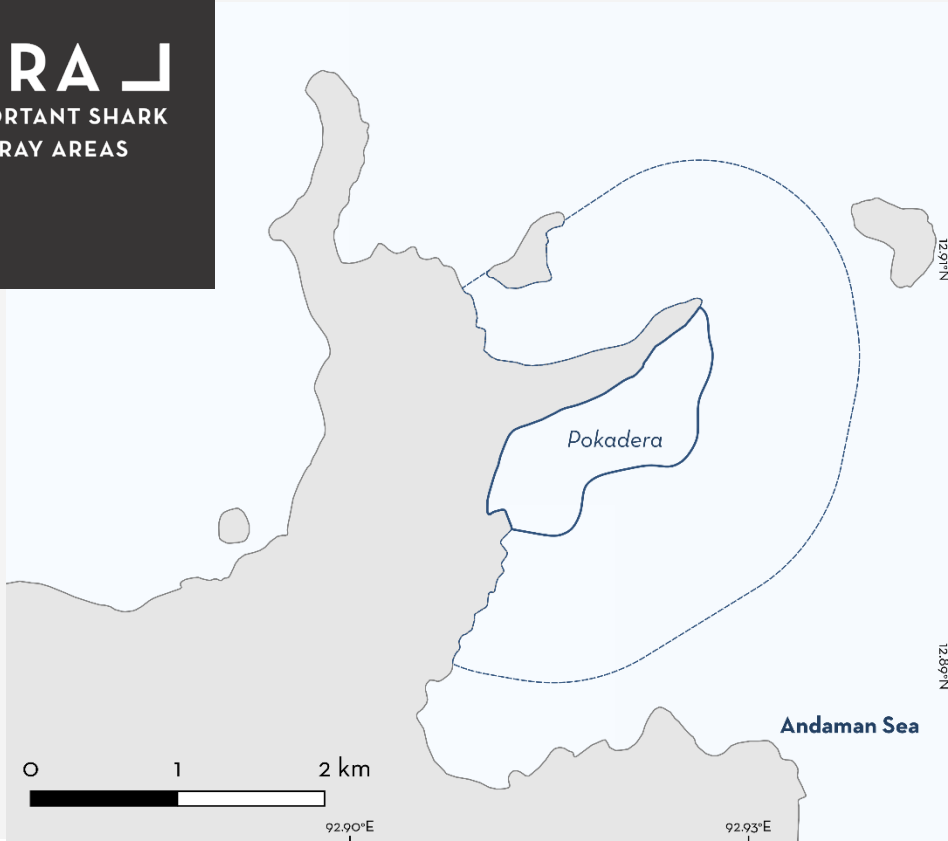 RA
ORTANT SHARK
RAY AREAS
12.91°N
Pokadera
12.89°N
Andaman Sea
0 1 2 km
92.90°E 92.93°E